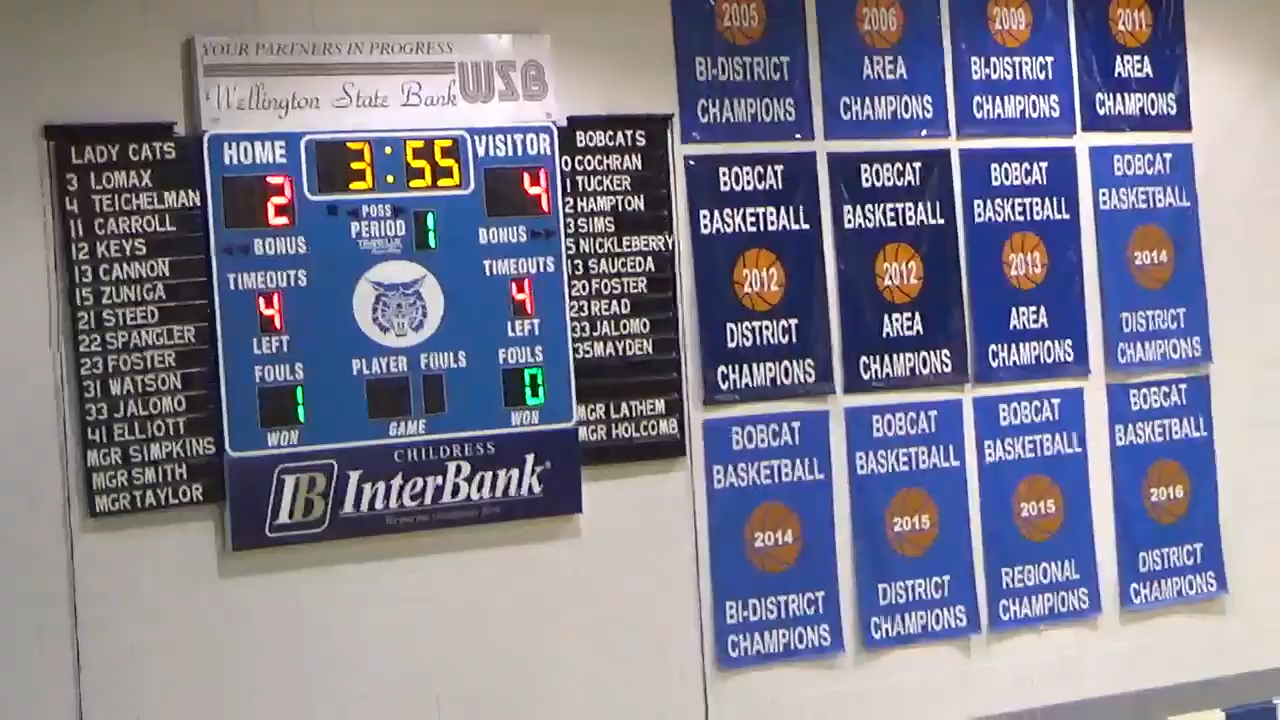 YOUR PARTNERS IN PROGRESS
Wellington State Bank WSB
LADY CATS
3 LOMAX
4 TEICHELMAN
11 CARROLL
12 KEYS
13 CANNON
15 ZUNIGA
21 STEED
22 SPANGLER
23 FOSTER
31 WATSON
33 JALOMO
41 ELLIOTT
MGR SIMPKINS
MGR SMITH
MGR TAYLOR
HOME
3:55
VISITOR
2
4
POSS
PERIOD 1
BONUS
BONUS
TIMEOUTS
4
LEFT
TIMEOUTS
4
LEFT
FOULS
1
WON
PLAYER FOULS
GAME
FOULS
0
WON
CHILDRESS
IB InterBank
BOBCATS
0 COCHRAN
1 TUCKER
2 HAMPTON
3 SIMS
5 NICKLEBERRY
13 SAUCEDA
20 FOSTER
23 READ
33 JALOMO
35 MAYDEN
MGR LATHEM
MGR HOLCOMB
2005
BI-DISTRICT
CHAMPIONS
2006
AREA
CHAMPIONS
2009
BI-DISTRICT
CHAMPIONS
2011
AREA
CHAMPIONS
BOBCAT
BASKETBALL
2012
DISTRICT
CHAMPIONS
BOBCAT
BASKETBALL
2012
AREA
CHAMPIONS
BOBCAT
BASKETBALL
2013
AREA
CHAMPIONS
BOBCAT
BASKETBALL
2014
DISTRICT
CHAMPIONS
BOBCAT
BASKETBALL
2014
BI-DISTRICT
CHAMPIONS
BOBCAT
BASKETBALL
2015
DISTRICT
CHAMPIONS
BOBCAT
BASKETBALL
2015
REGIONAL
CHAMPIONS
BOBCAT
BASKETBALL
2016
DISTRICT
CHAMPIONS